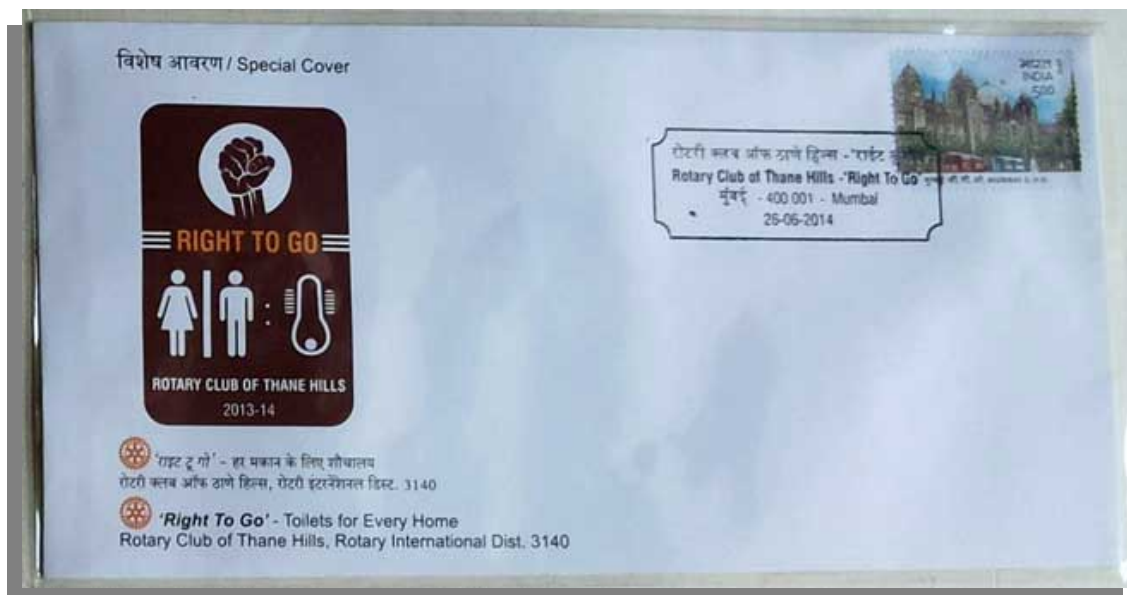 विशेष आवरण / Special Cover
भारत
INDIA
500
रोटरी क्लब ऑफ ठाणे हिल्स - 'राईट
Rotary Club of Thane Hills -'Right To Go'
मुंबई - 400 001 - Mumbai
26-06-2014
RIGHT TO GO
:
ROTARY CLUB OF THANE HILLS
2013-14
'राइट टू गो' - हर मकान के लिए शौचालय
रोटरी क्लब ऑफ ठाणे हिल्स, रोटरी इंटरनेशनल डिस्ट. 3140
'Right To Go' - Toilets for Every Home
Rotary Club of Thane Hills, Rotary International Dist. 3140